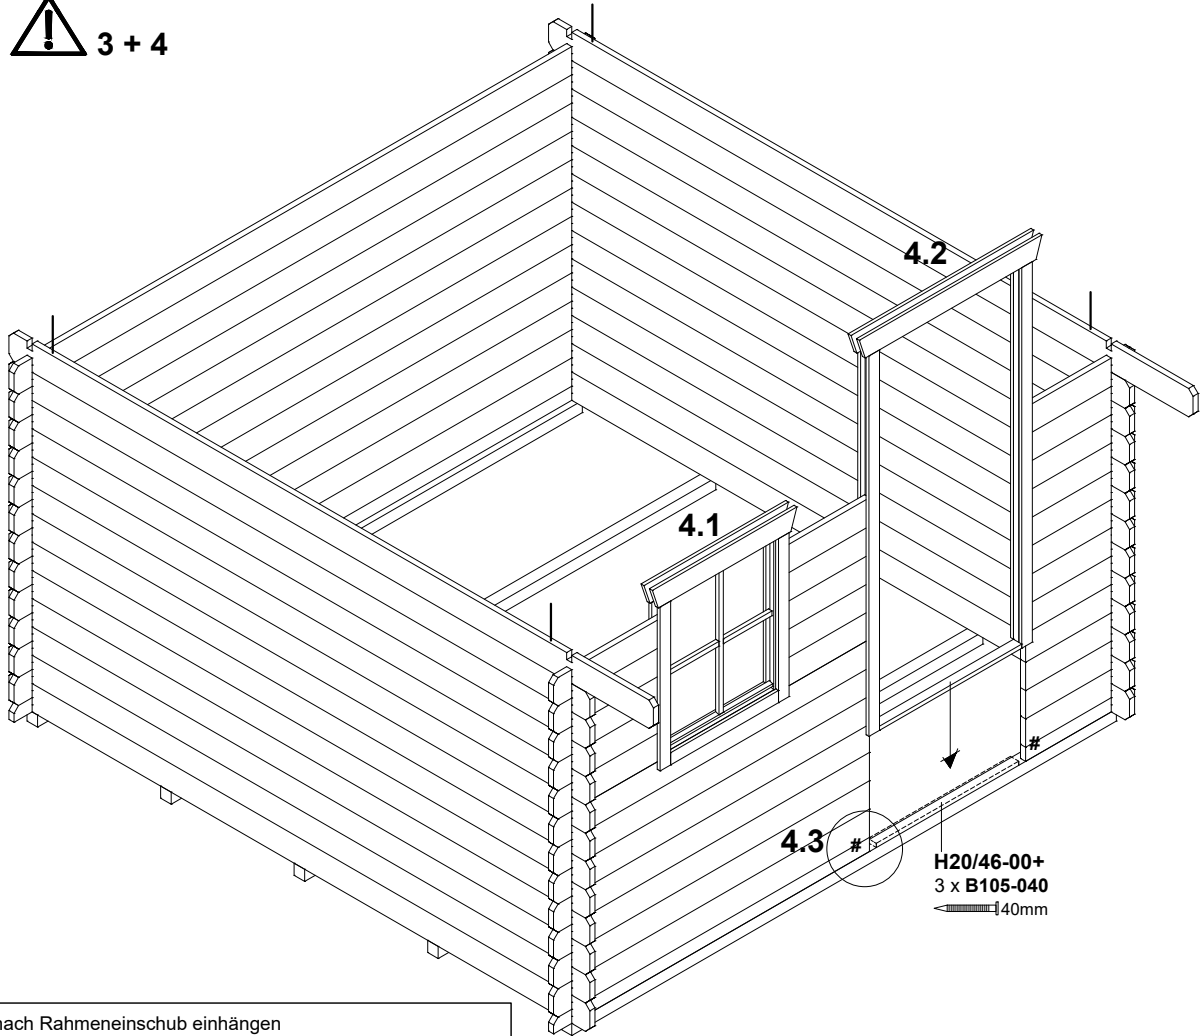 3 + 4
4.2
4.1
#
4.3 #
H20/46-00+
3 x B105-040
40mm
nach Rahmeneinschub einhängen